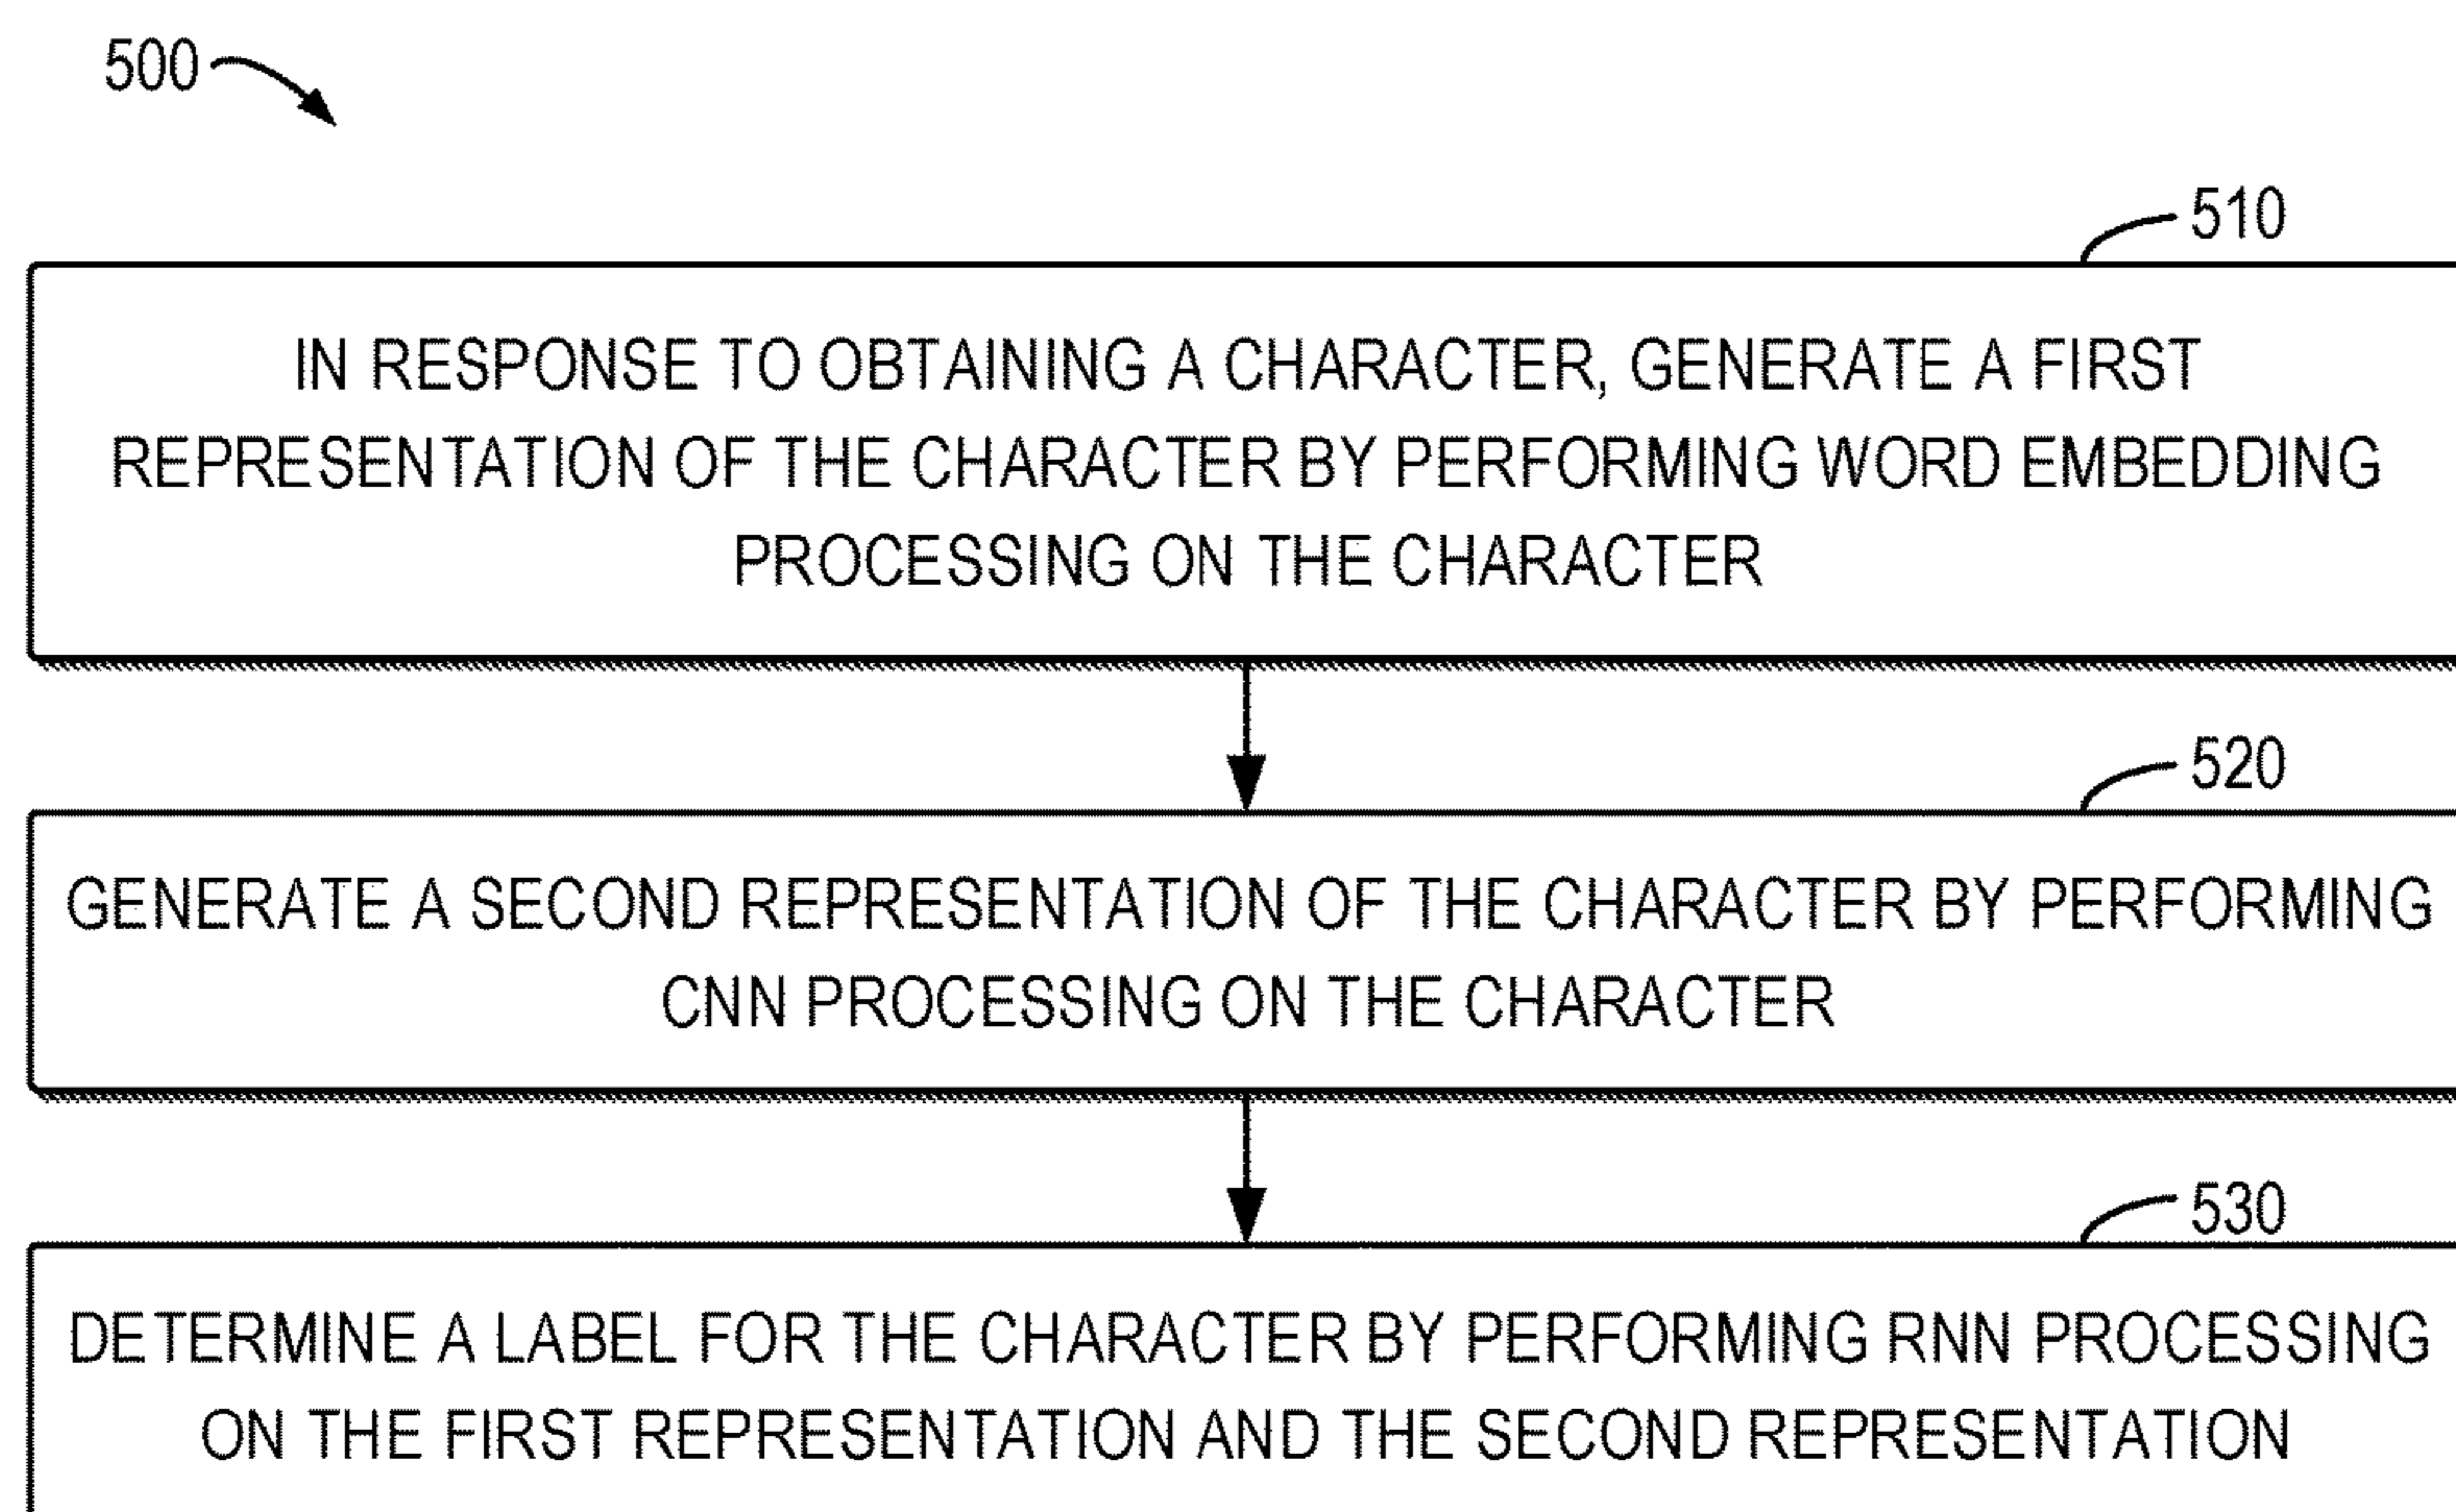 500
510
IN RESPONSE TO OBTAINING A CHARACTER, GENERATE A FIRST
REPRESENTATION OF THE CHARACTER BY PERFORMING WORD EMBEDDING
PROCESSING ON THE CHARACTER
520
GENERATE A SECOND REPRESENTATION OF THE CHARACTER BY PERFORMING
CNN PROCESSING ON THE CHARACTER
530
DETERMINE A LABEL FOR THE CHARACTER BY PERFORMING RNN PROCESSING
ON THE FIRST REPRESENTATION AND THE SECOND REPRESENTATION